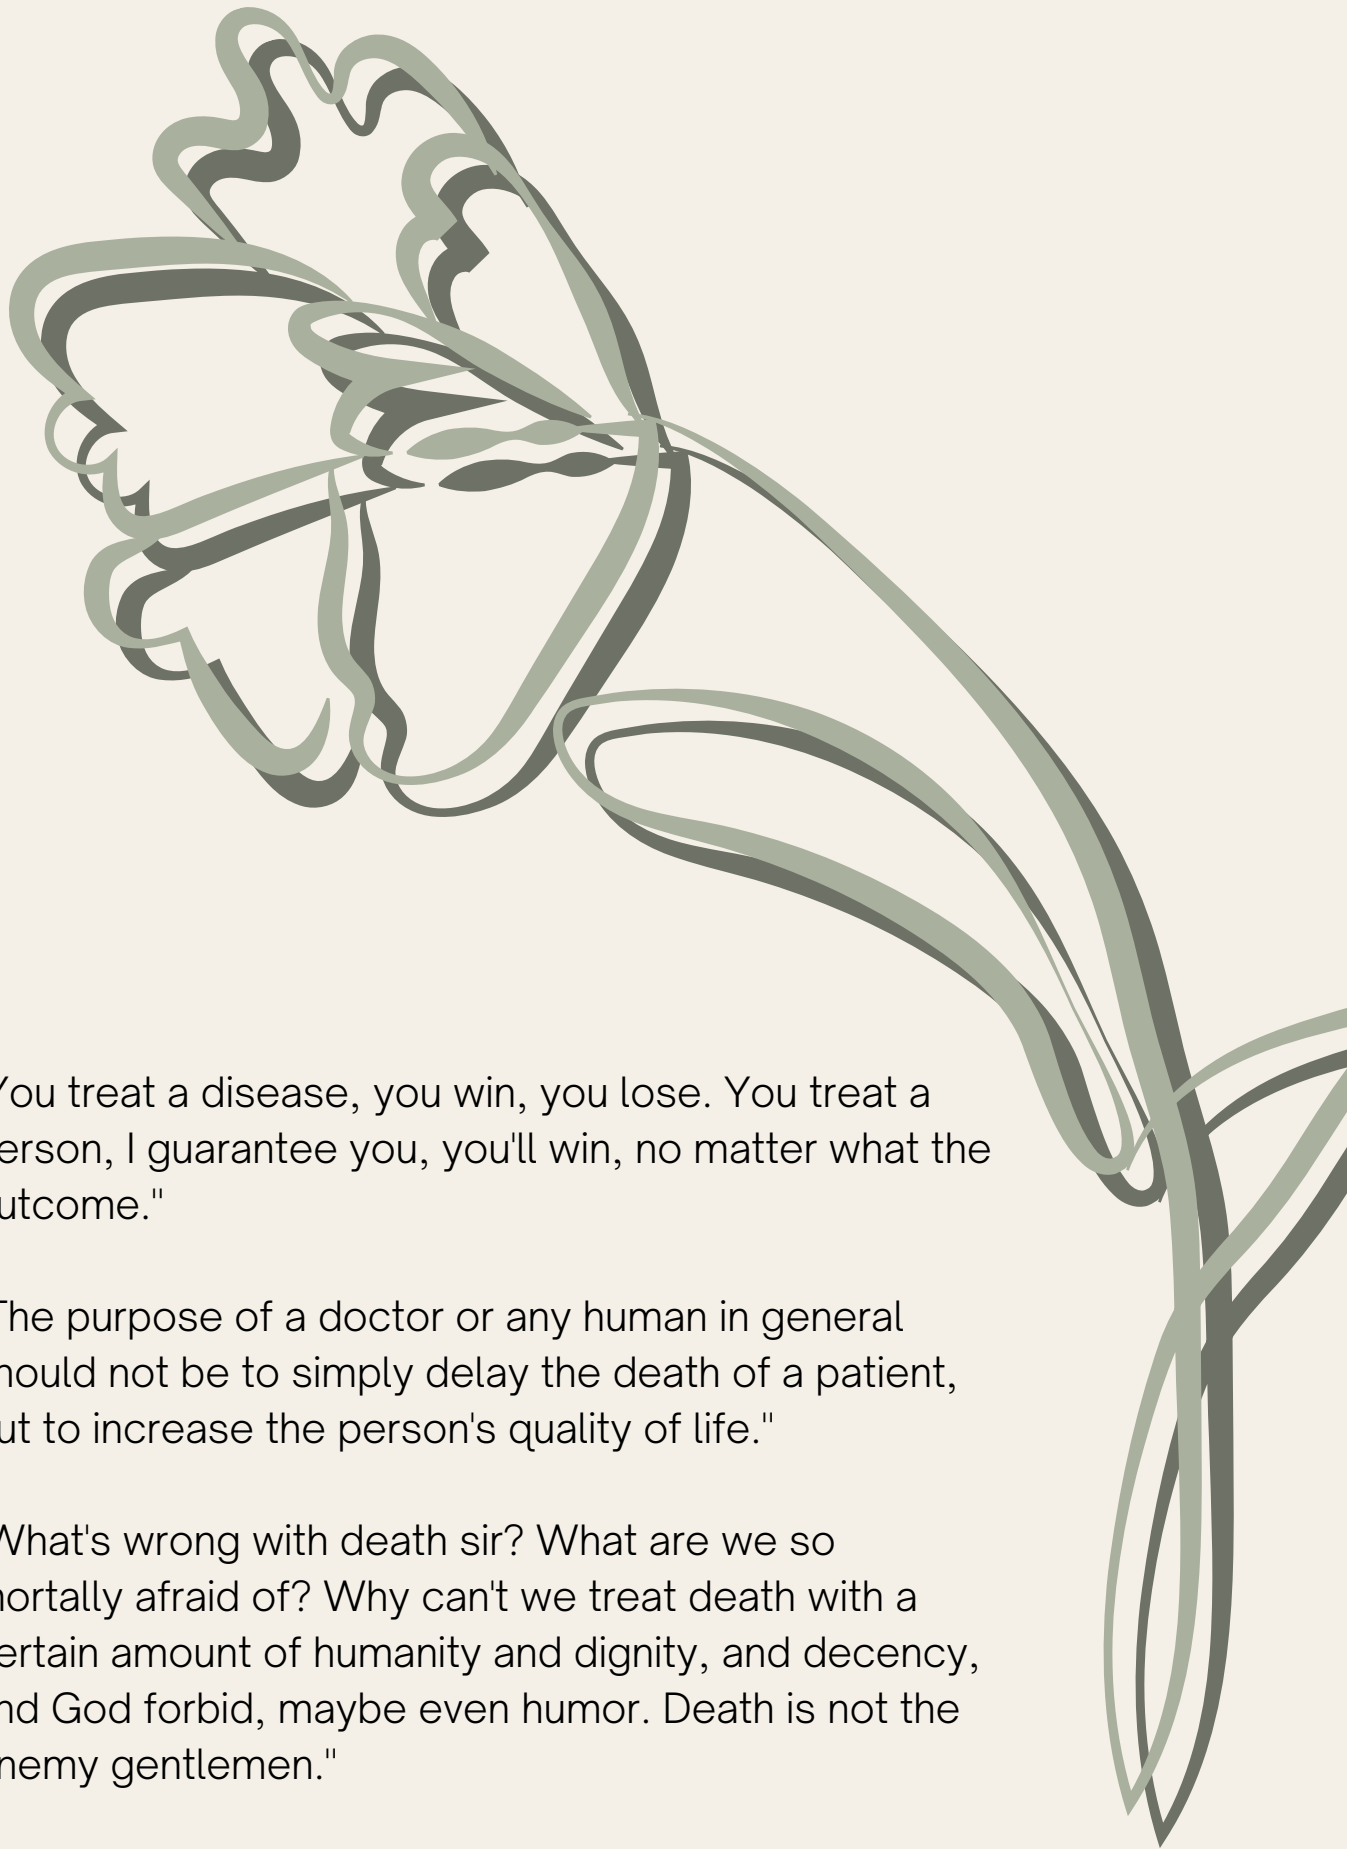 You treat a disease, you win, you lose. You treat a
erson, I guarantee you, you'll win, no matter what the
utcome."
The purpose of a doctor or any human in general
hould not be to simply delay the death of a patient,
ut to increase the person's quality of life."
What's wrong with death sir? What are we so
ortally afraid of? Why can't we treat death with a
ertain amount of humanity and dignity, and decency,
nd God forbid, maybe even humor. Death is not the
nemy gentlemen."